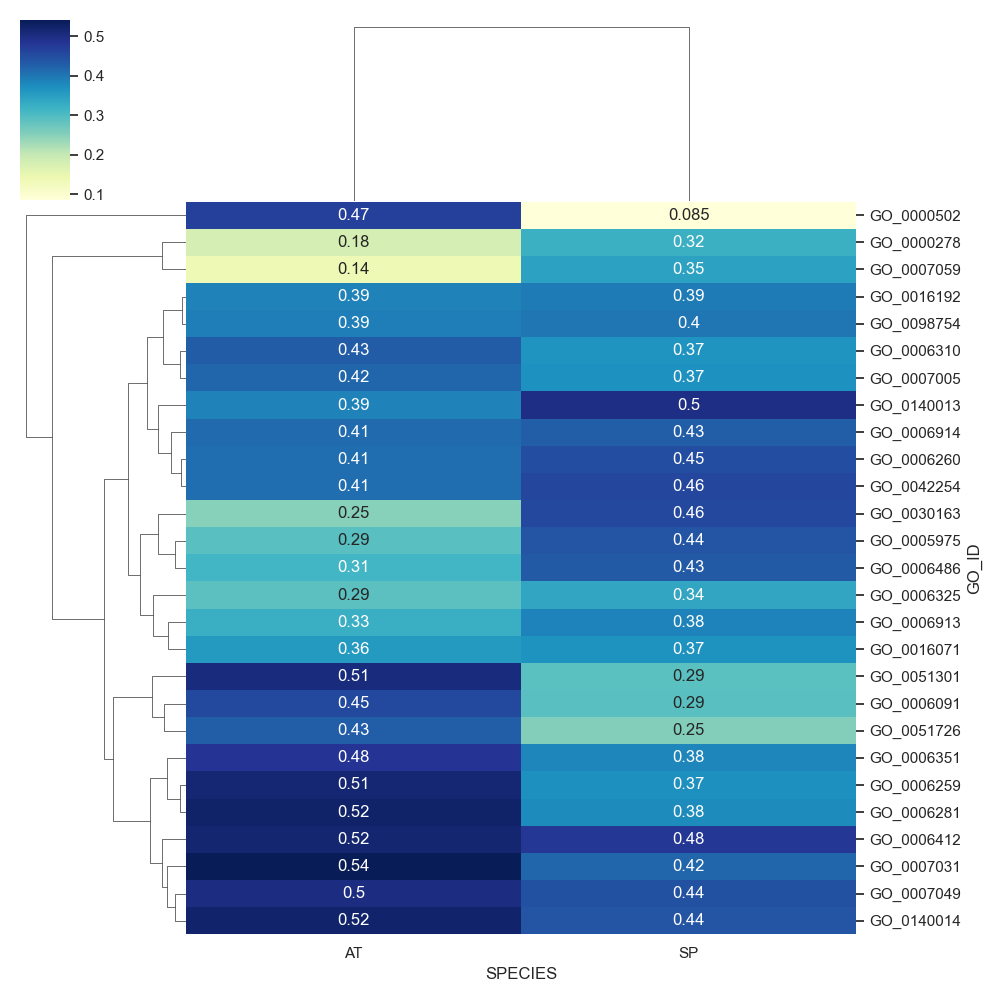 0.5
0.4
0.3
0.2
0.1
0.47 0.085 GO_0000502
0.18 0.32 GO_0000278
0.14 0.35 GO_0007059
0.39 0.39 GO_0016192
0.39 0.4 GO_0098754
0.43 0.37 GO_0006310
0.42 0.37 GO_0007005
0.39 0.5 GO_0140013
0.41 0.43 GO_0006914
0.41 0.45 GO_0006260
0.41 0.46 GO_0042254
0.25 0.46 GO_0030163
0.29 0.44 GO_0005975
0.31 0.43 GO_0006486
0.29 0.34 GO_0006325
0.33 0.38 GO_0006913
0.36 0.37 GO_0016071
0.51 0.29 GO_0051301
0.45 0.29 GO_0006091
0.43 0.25 GO_0051726
0.48 0.38 GO_0006351
0.51 0.37 GO_0006259
0.52 0.38 GO_0006281
0.52 0.48 GO_0006412
0.54 0.42 GO_0007031
0.5 0.44 GO_0007049
0.52 0.44 GO_0140014
GO_ID
AT SP
SPECIES